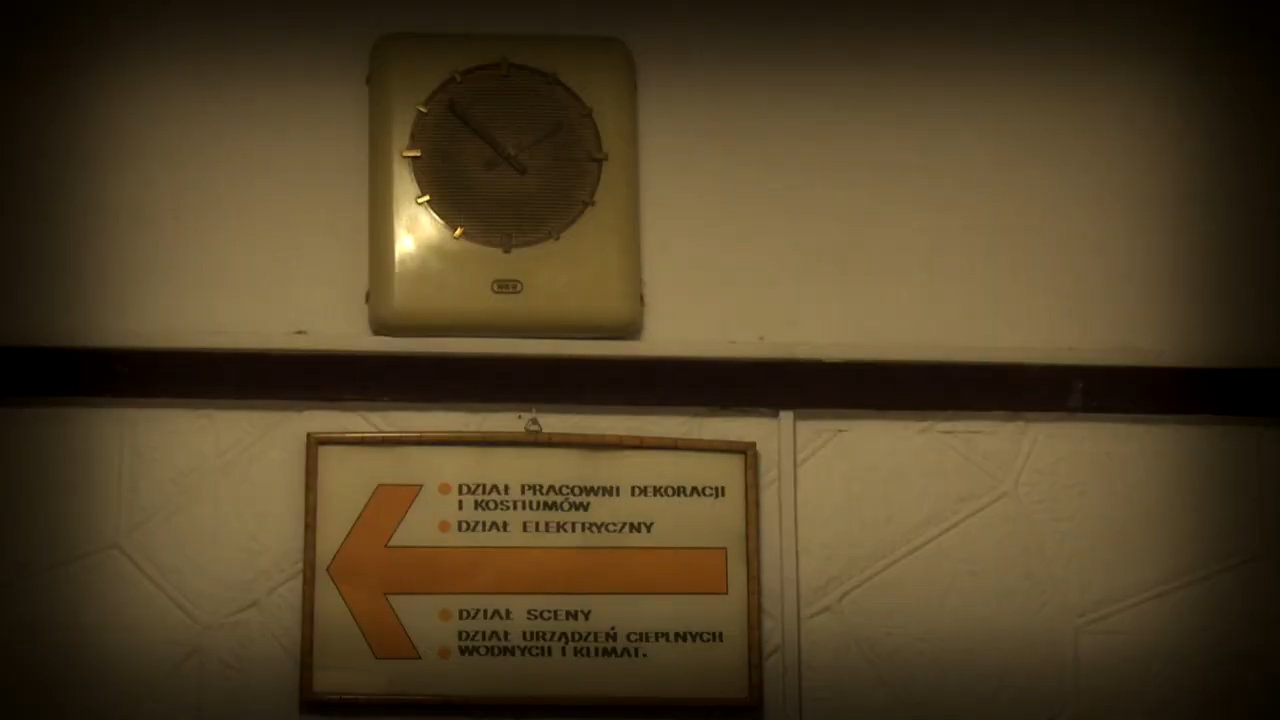 DZIAŁ PRACOWNI DEKORACJI
I KOSTIUMÓW
DZIAŁ ELEKTRYCZNY
DZIAŁ SCENY
DZIAŁ URZĄDZEŃ CIEPLNYCH
WODNYCH I KLIMAT.